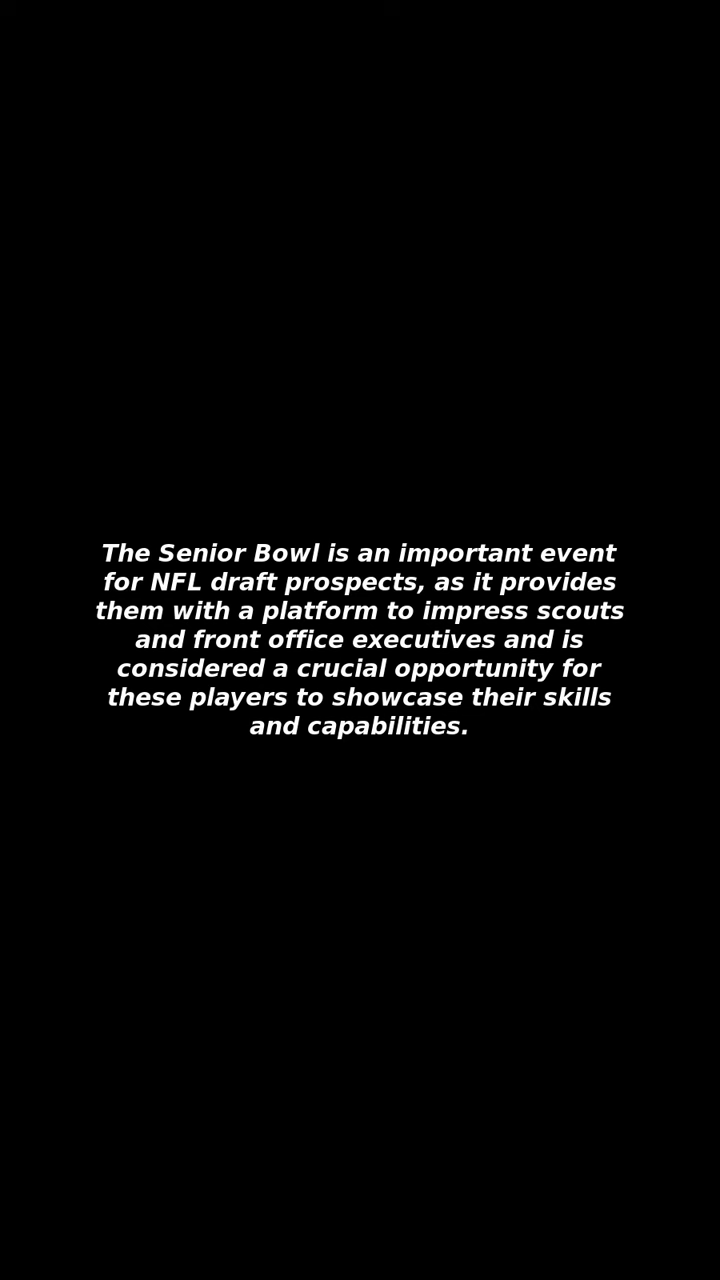 The Senior Bowl is an important event
for NFL draft prospects, as it provides
them with a platform to impress scouts
and front office executives and is
considered a crucial opportunity for
these players to showcase their skills
and capabilities.